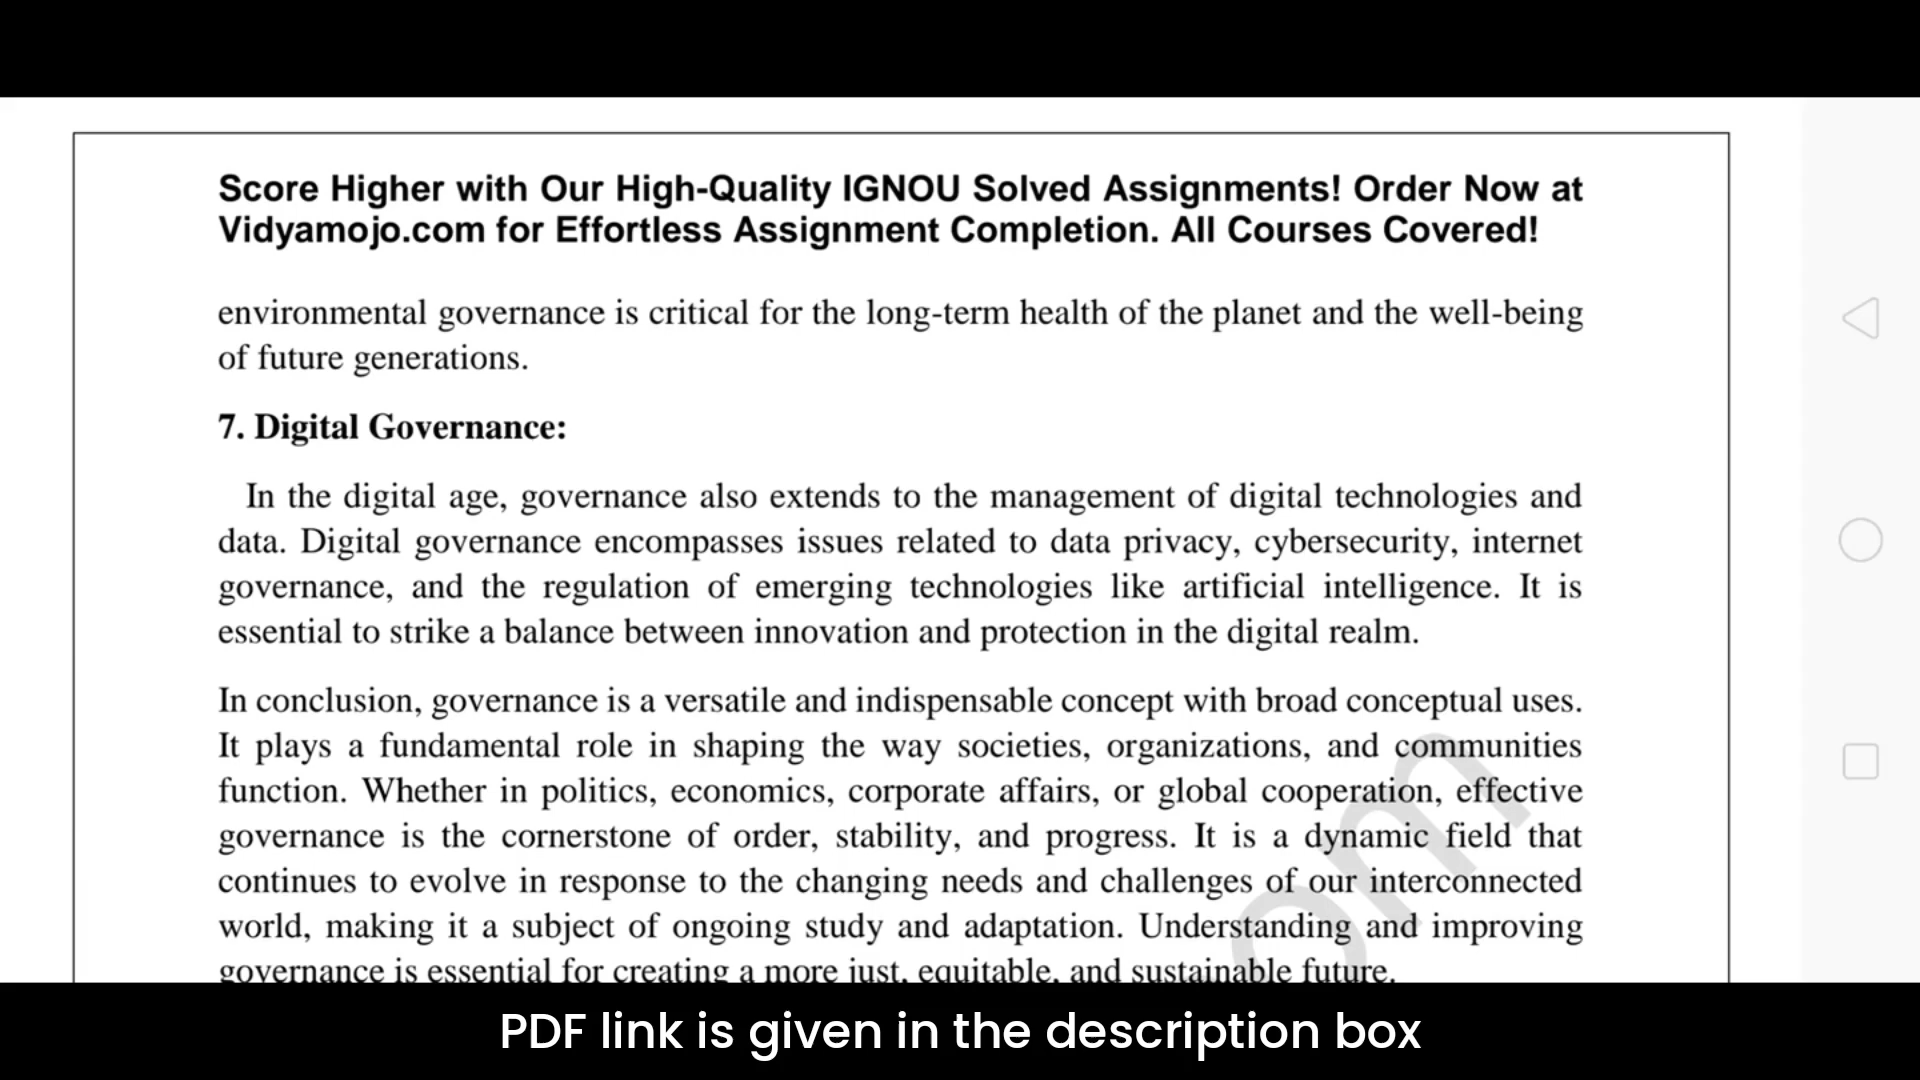 Score Higher with Our High-Quality IGNOU Solved Assignments! Order Now at
Vidyamojo.com for Effortless Assignment Completion. All Courses Covered!
environmental governance is critical for the long-term health of the planet and the well-being
of future generations.
7. Digital Governance:
In the digital age, governance also extends to the management of digital technologies and
data. Digital governance encompasses issues related to data privacy, cybersecurity, internet
governance, and the regulation of emerging technologies like artificial intelligence. It is
essential to strike a balance between innovation and protection in the digital realm.
In conclusion, governance is a versatile and indispensable concept with broad conceptual uses.
It plays a fundamental role in shaping the way societies, organizations, and communities
function. Whether in politics, economics, corporate affairs, or global cooperation, effective
governance is the cornerstone of order, stability, and progress. It is a dynamic field that
continues to evolve in response to the changing needs and challenges of our interconnected
world, making it a subject of ongoing study and adaptation. Understanding and improving
governance is essential for creating a more just, equitable, and sustainable future.
om
PDF link is given in the description box